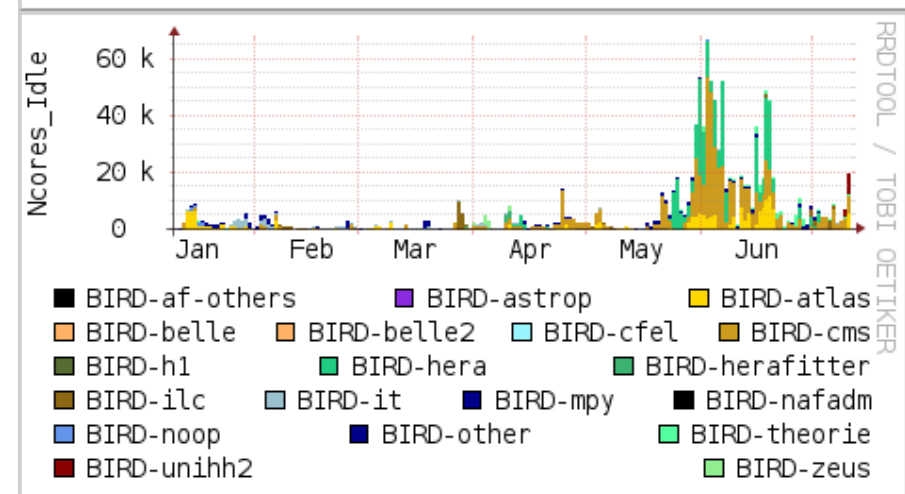 Ncores_Idle
60 k
40 k
20 k
0
Jan Feb Mar Apr May Jun
RRDTOOL / TOBI OETIKER
BIRD-af-others BIRD-astrop BIRD-atlas
BIRD-belle BIRD-belle2 BIRD-cfel BIRD-cms
BIRD-h1 BIRD-hera BIRD-herafitter
BIRD-ilc BIRD-it BIRD-mpy BIRD-nafadm
BIRD-noop BIRD-other BIRD-theorie
BIRD-unihh2 BIRD-zeus